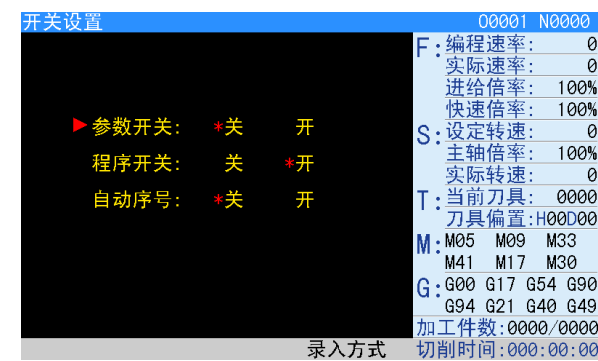 开关设置 O0001 N0000
▶参数开关: *关 开
程序开关: 关 *开
自动序号: *关 开
录入方式
F: 编程速率: 0
实际速率: 0
进给倍率: 100%
快速倍率: 100%
S: 设定转速: 0
主轴倍率: 100%
实际转速: 0
T: 当前刀具: 0000
刀具偏置:H00D00
M: M05 M09 M33
M41 M17 M30
G: G00 G17 G54 G90
G94 G21 G40 G49
加工件数:0000/0000
切削时间:000:00:00